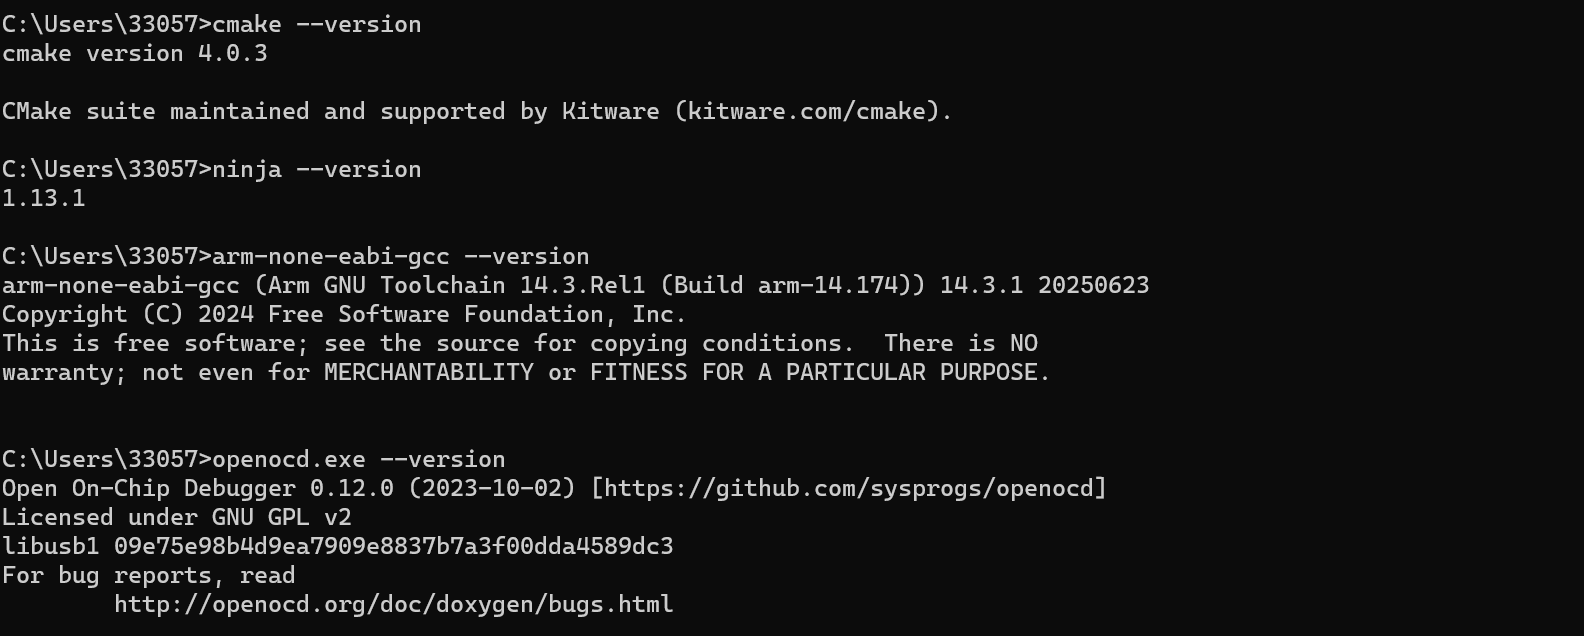 C:\Users\33057>cmake --version
cmake version 4.0.3
CMake suite maintained and supported by Kitware (kitware.com/cmake).
C:\Users\33057>ninja --version
1.13.1
C:\Users\33057>arm-none-eabi-gcc --version
arm-none-eabi-gcc (Arm GNU Toolchain 14.3.Rel1 (Build arm-14.174)) 14.3.1 20250623
Copyright (C) 2024 Free Software Foundation, Inc.
This is free software; see the source for copying conditions.  There is NO
warranty; not even for MERCHANTABILITY or FITNESS FOR A PARTICULAR PURPOSE.
C:\Users\33057>openocd.exe --version
Open On-Chip Debugger 0.12.0 (2023-10-02) [https://github.com/sysprogs/openocd]
Licensed under GNU GPL v2
libusb1 09e75e98b4d9ea7909e8837b7a3f00dda4589dc3
For bug reports, read
        http://openocd.org/doc/doxygen/bugs.html